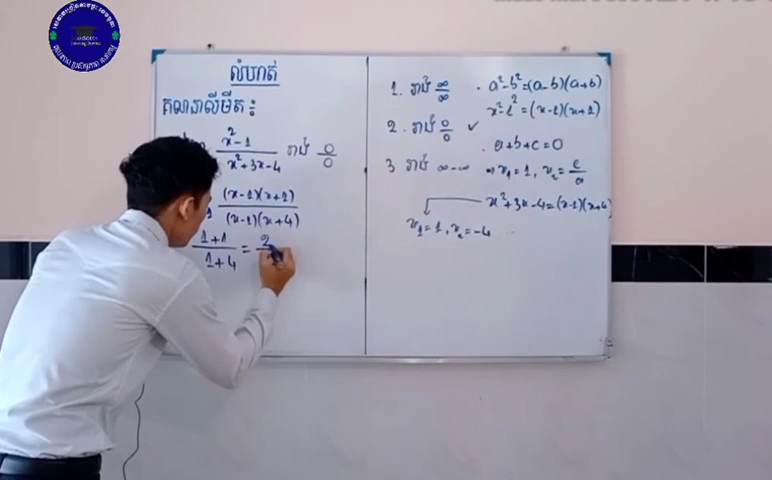 លំហាត់
គណនាលីមីត ៖
x²-1
x²+3x-4
រាង 0/0
(x-1)(x+1)
(x-1)(x+4)
1+1
1+4
= 2
1. រាង ∞/∞
2. រាង 0/0 ✓
3 រាង ∞-∞
· a²-b²=(a-b)(a+b)
x²-1²=(x-1)(x+1)
· a+b+c=0
⇒ x₁=1, x₂=c/a
x²+3x-4=(x-1)(x+4)
x₁=1, x₂=-4